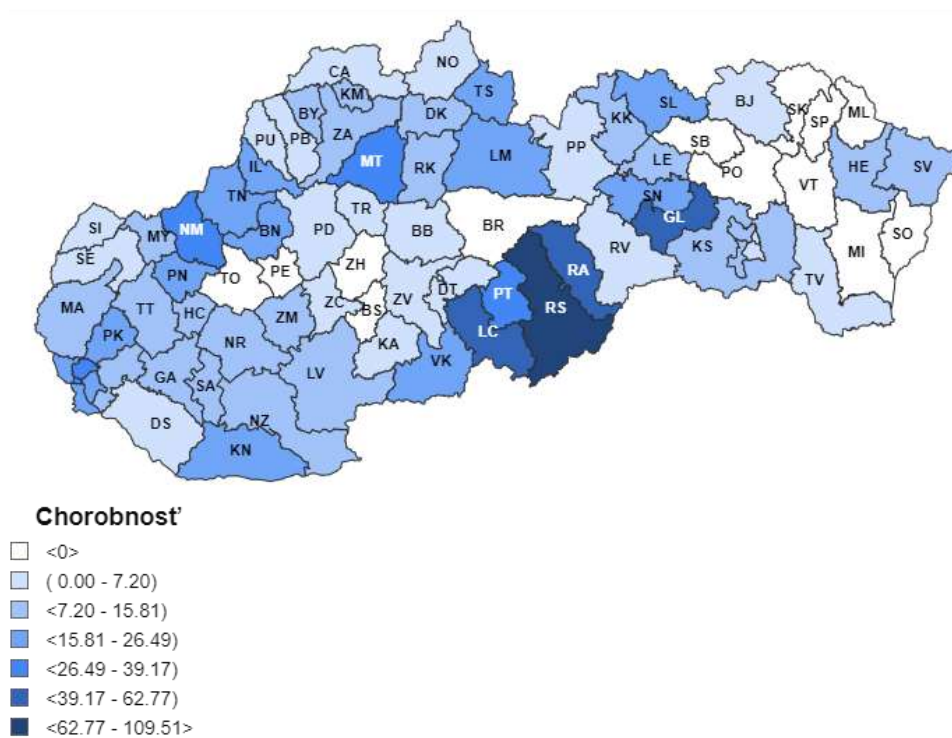 NO
CA
TS
KM
BY
DK
PU
PB
ZA
SL
BJ
SK
SP
ML
KK
SB
LM
PP
LE
MT
RK
IL
HE
SV
PO
VT
TN
SN
GL
TR
SI
MY
NM
BN
PD
BB
BR
SO
SE
RV
KS
MI
PN
TO
PE
ZH
RA
TV
MA
TT
HC
ZM
ZC
BS
ZV
DT
PT
RS
PK
NR
KA
LC
VK
GA
SA
LV
DS
NZ
KN
Chorobnosť
<0>
( 0.00 - 7.20)
<7.20 - 15.81)
<15.81 - 26.49)
<26.49 - 39.17)
<39.17 - 62.77)
<62.77 - 109.51>